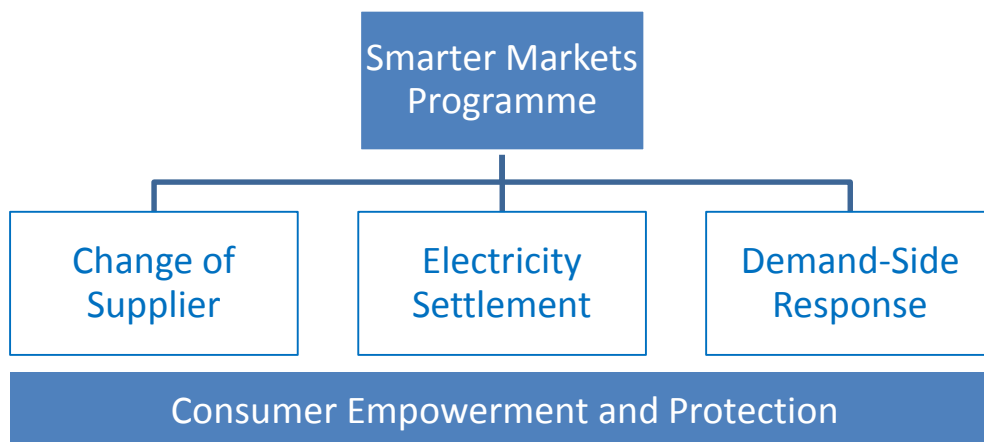 Smarter Markets
Programme
Change of
Supplier
Electricity
Settlement
Demand-Side
Response
Consumer Empowerment and Protection